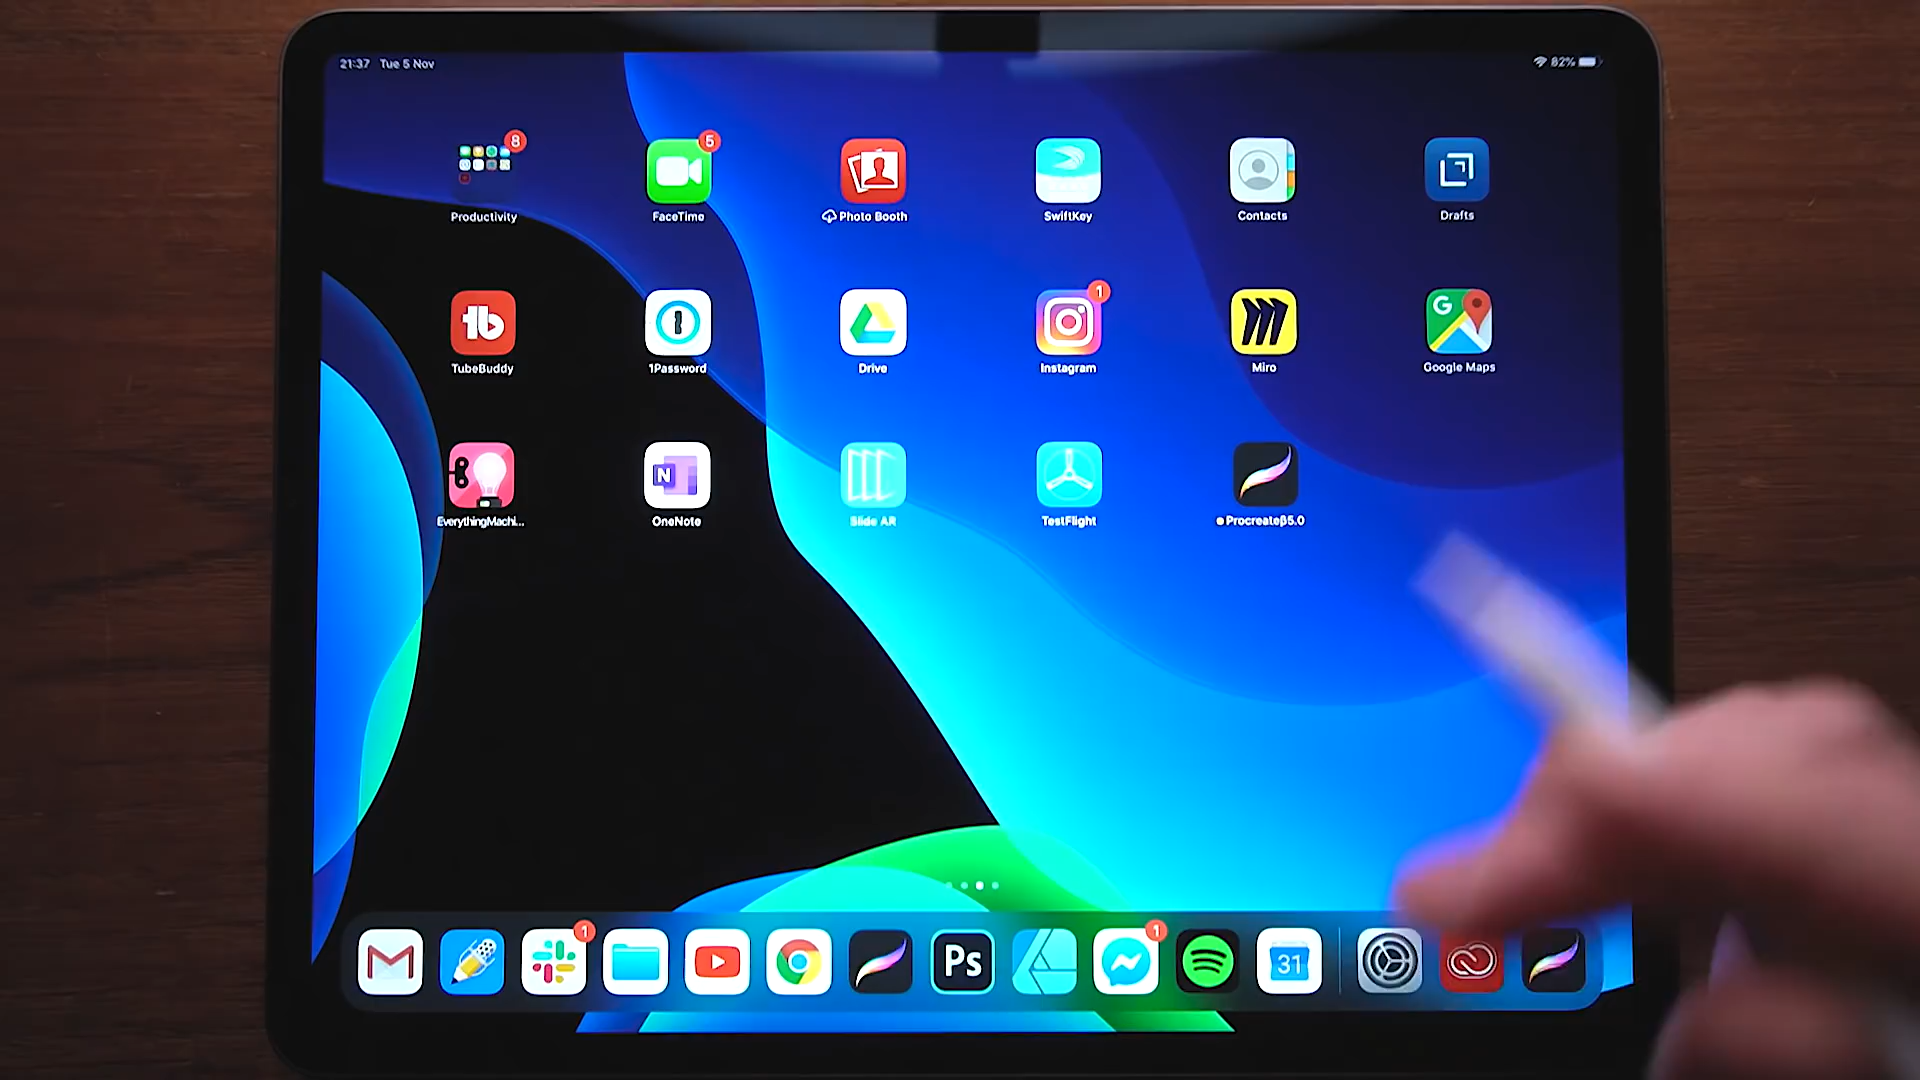 21:37 Tue 5 Nov
82%
8
5
Productivity
FaceTime
Photo Booth
SwiftKey
Contacts
Drafts
1
tb
G
TubeBuddy
1Password
Drive
Instagram
Miro
Google Maps
N
EverythingMachi...
OneNote
Slide AR
TestFlight
Procreateβ5.0
1
1
Ps
31